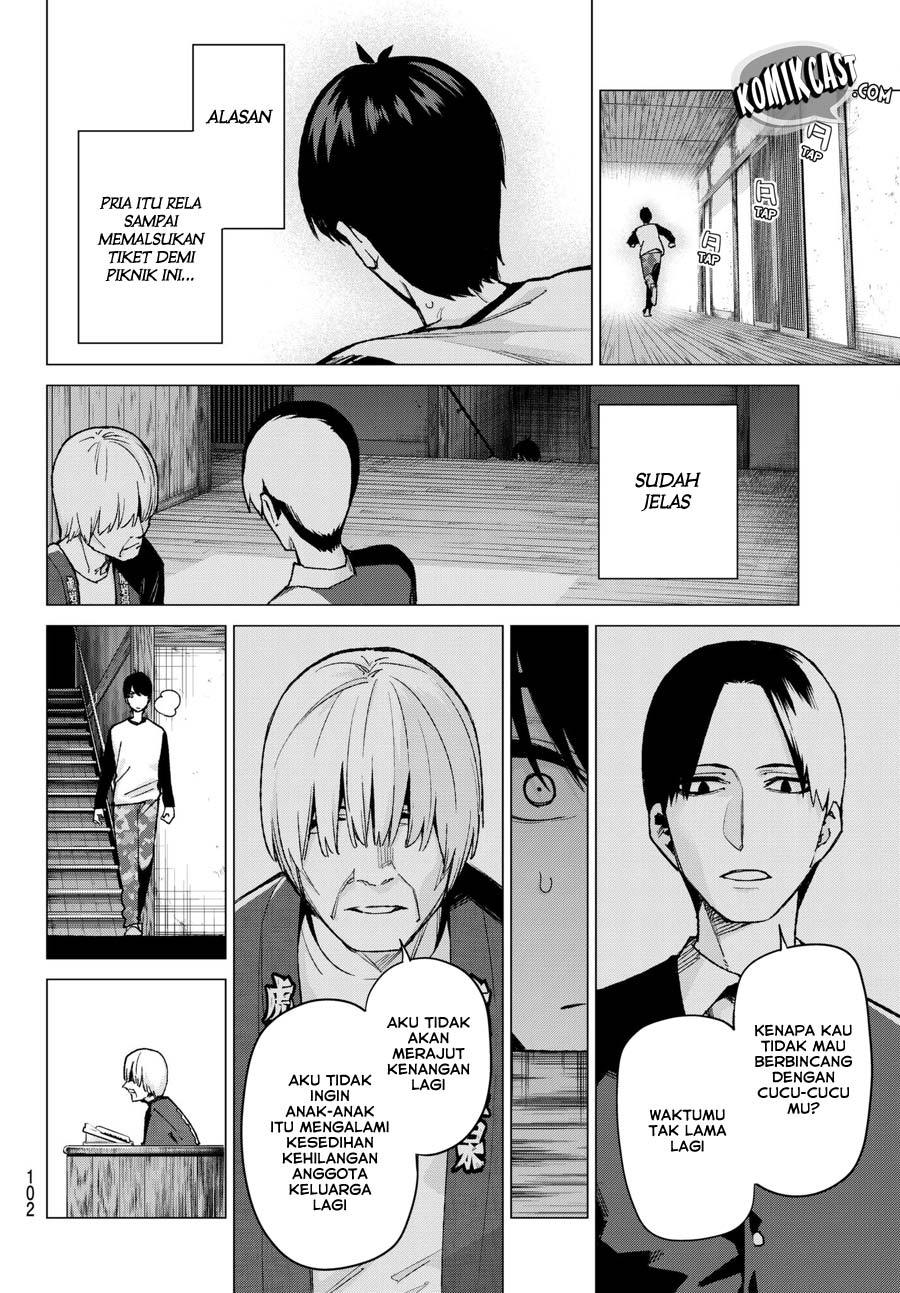 KOMIKCAST
.COM
TAP
TAP
TAP
ALASAN
PRIA ITU RELA
SAMPAI
MEMALSUKAN
TIKET DEMI
PIKNIK INI...
SUDAH
JELAS
KENAPA KAU
TIDAK MAU
BERBINCANG
DENGAN
CUCU-CUCU
MU?
WAKTUMU
TAK LAMA
LAGI
AKU TIDAK
AKAN
MERAJUT
KENANGAN
LAGI
AKU TIDAK
INGIN
ANAK-ANAK
ITU MENGALAMI
KESEDIHAN
KEHILANGAN
ANGGOTA
KELUARGA
LAGI
虎
102